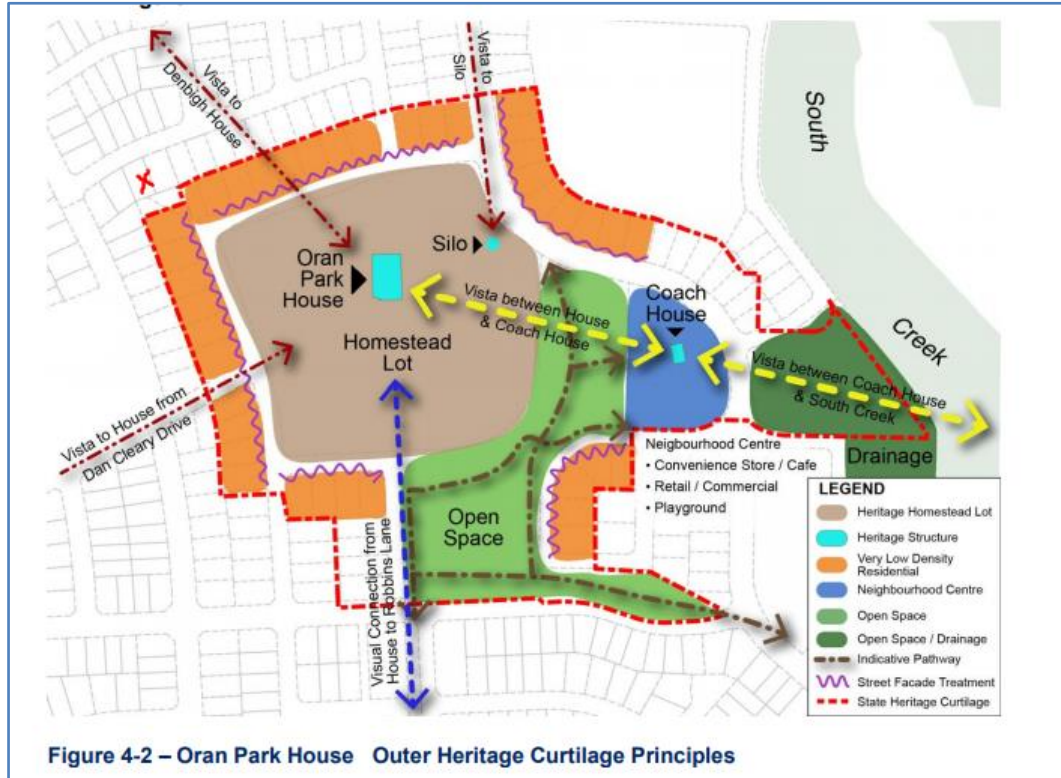 Vista to
Denbigh House
Vista to
Silo
South
Creek
Silo
Oran
Park
House
Homestead
Lot
Vista between House
& Coach House
Coach
House
Vista between Coach House
& South Creek
Drainage
Vista to House from
Dan Cleary Drive
Visual Connection from
House to Robbins Lane
Open
Space
Neigbourhood Centre
• Convenience Store / Cafe
• Retail / Commercial
• Playground
LEGEND
Heritage Homestead Lot
Heritage Structure
Very Low Density
Residential
Neighbourhood Centre
Open Space
Open Space / Drainage
Indicative Pathway
Street Facade Treatment
State Heritage Curtilage
Figure 4-2 – Oran Park House Outer Heritage Curtilage Principles